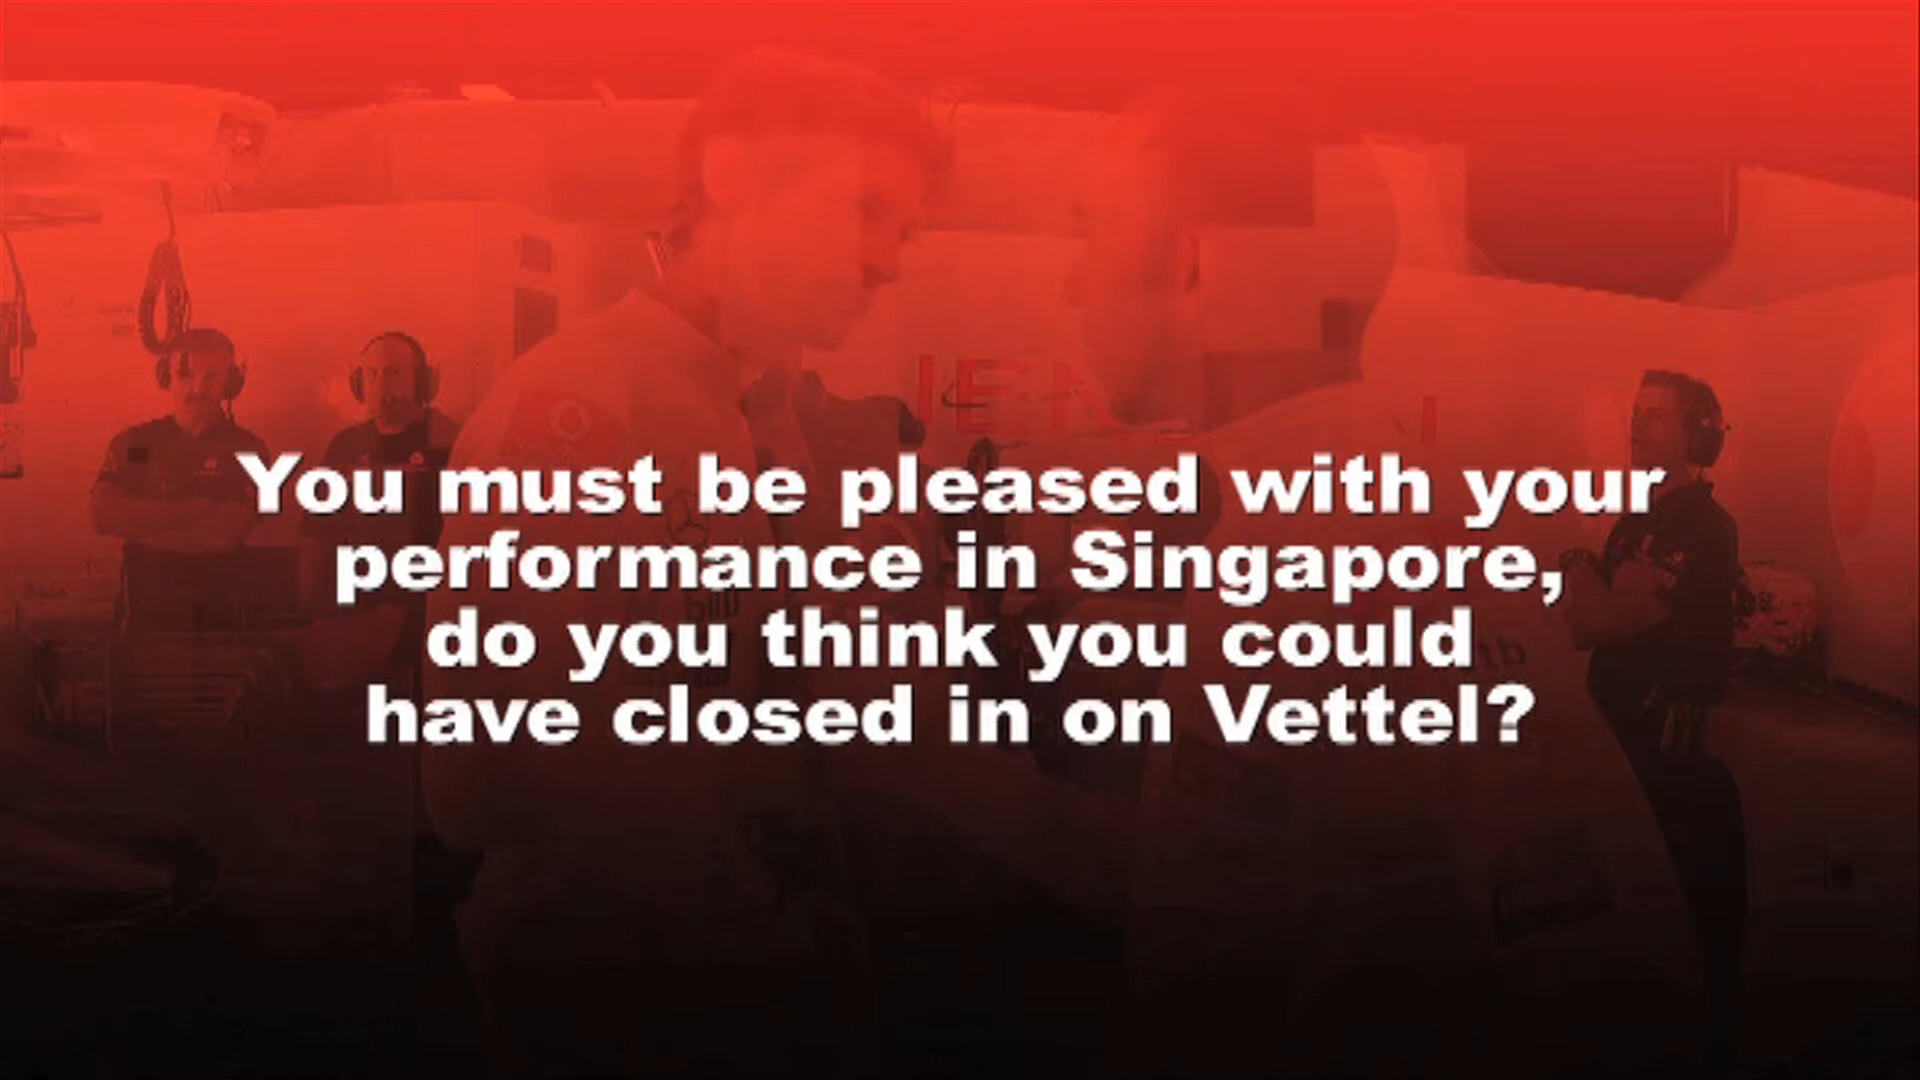 You must be pleased with your
performance in Singapore,
do you think you could
have closed in on Vettel?